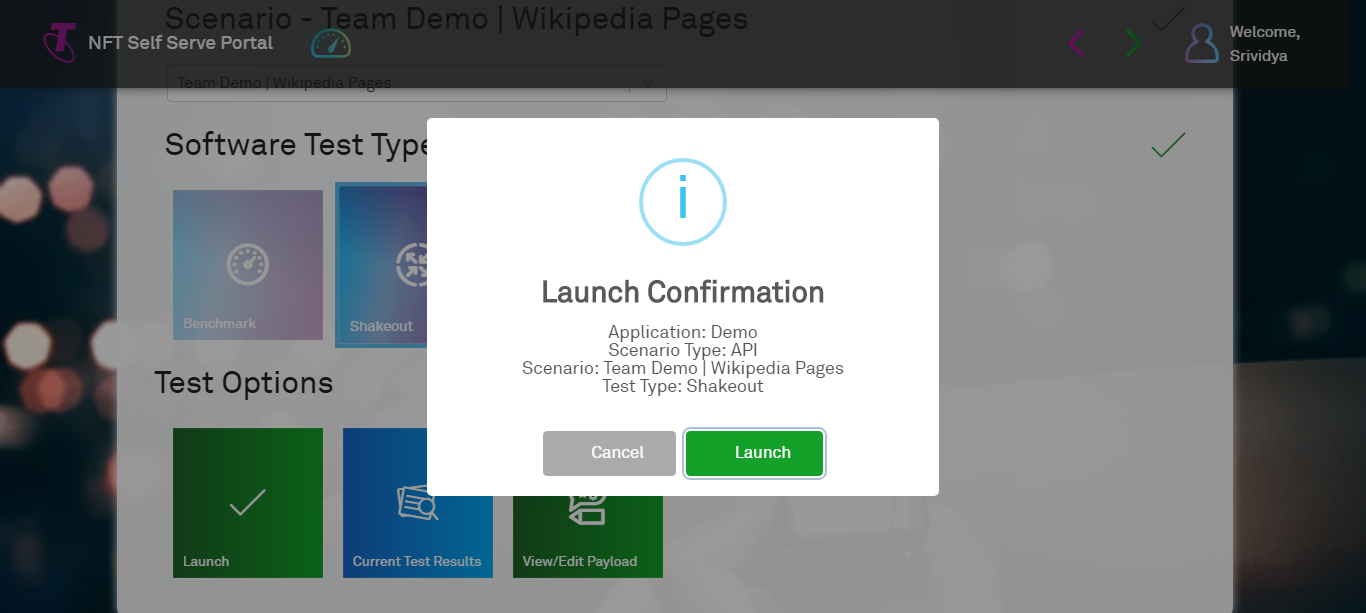 Scenario - Team Demo | Wikipedia Pages
NFT Self Serve Portal
Welcome,
Srividya
Team Demo | Wikipedia Pages
Software Test Type
Benchmark
Shakeout
Launch Confirmation
Application: Demo
Scenario Type: API
Scenario: Team Demo | Wikipedia Pages
Test Type: Shakeout
Cancel
Launch
Test Options
Launch
Current Test Results
View/Edit Payload